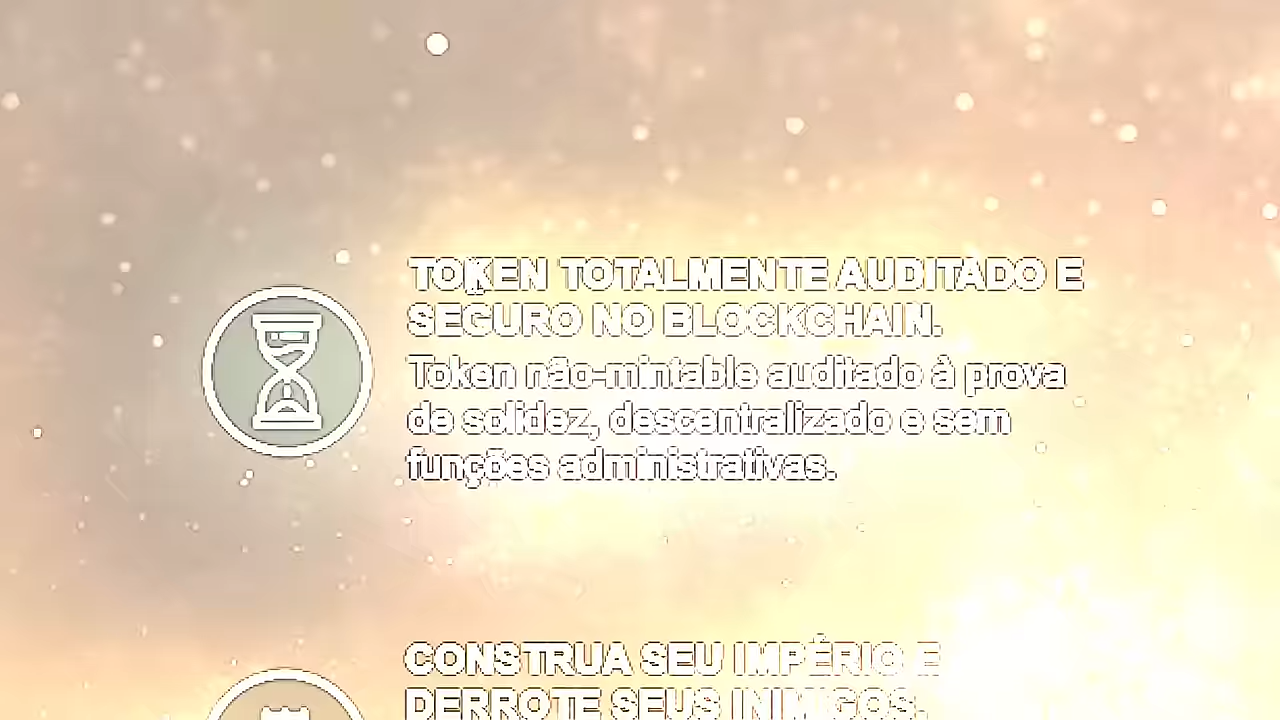 TOKEN TOTALMENTE AUDITADO E
SEGURO NO BLOCKCHAIN.
Token não-mintable auditado à prova
de solidez, descentralizado e sem
funções administrativas.
CONSTRUA SEU IMPÉRIO E
DERROTE SEUS INIMIGOS.